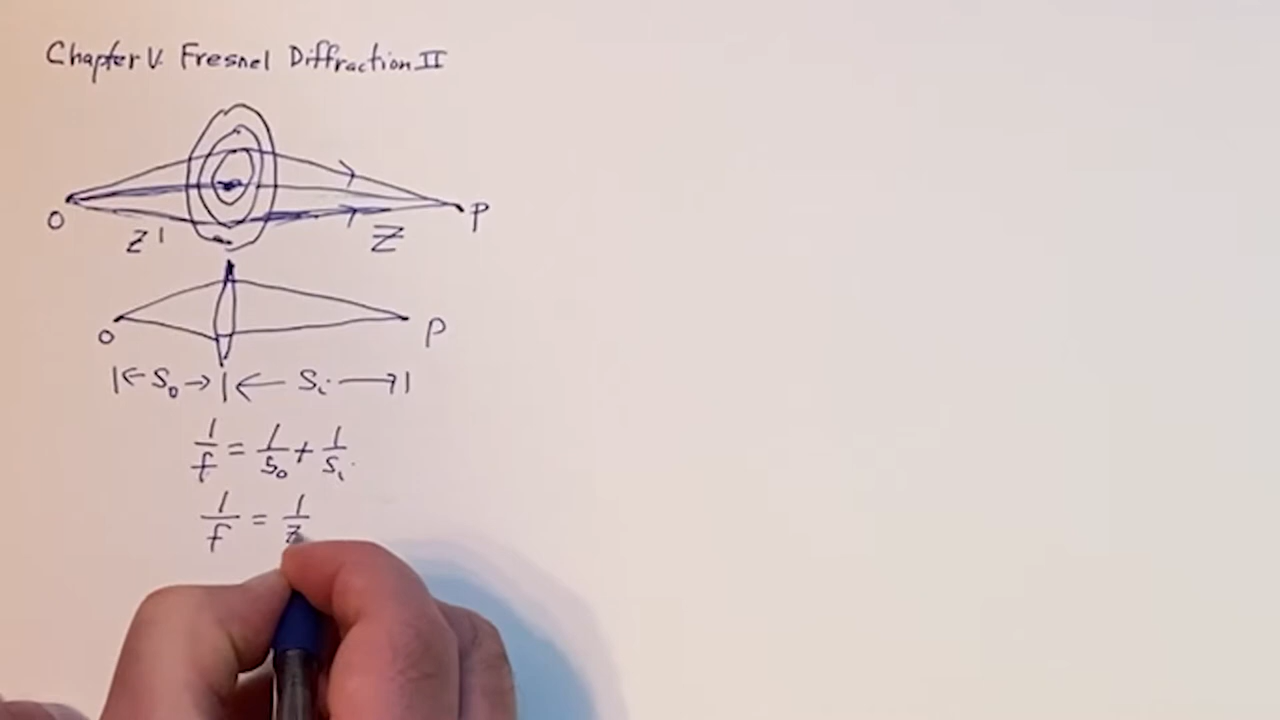 Chapter V. Fresnel Diffraction II
O P
z' z
O P
|← S₀ →|← Sᵢ →|
1/f = 1/S₀ + 1/Sᵢ
1/f = 1/z